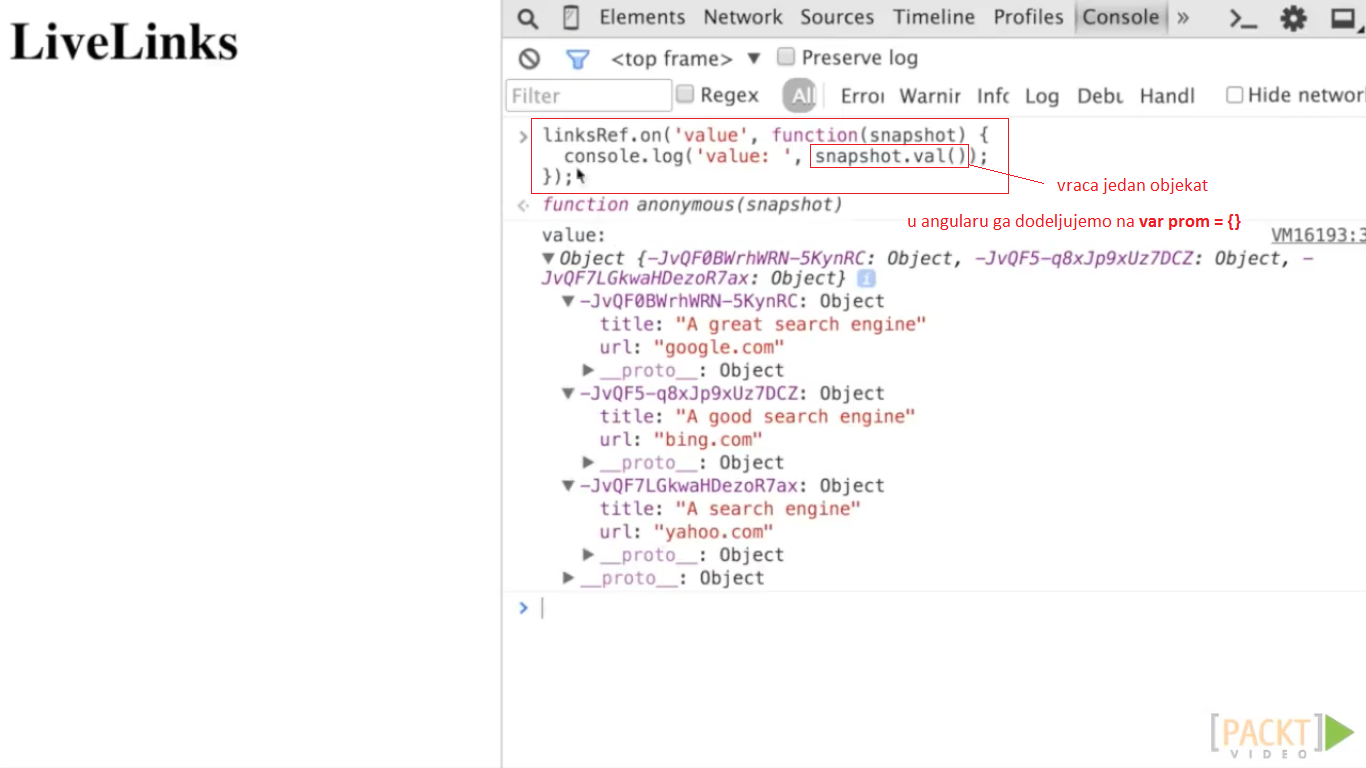 LiveLinks
Elements Network Sources Timeline Profiles Console »
<top frame> ▼ Preserve log
Filter Regex All Error Warnin Info Log Debu Handl Hide network
> linksRef.on('value', function(snapshot) {
console.log('value: ', snapshot.val());
});
vraca jedan objekat
function anonymous(snapshot)
u angularu ga dodeljujemo na var prom = {}
value: VM16193:3
▼Object {-JvQF0BWrhWRN-5KynRC: Object, -JvQF5-q8xJp9xUz7DCZ: Object, -
JvQF7LGkwaHDezoR7ax: Object} i
▼-JvQF0BWrhWRN-5KynRC: Object
title: "A great search engine"
url: "google.com"
▶__proto__: Object
▼-JvQF5-q8xJp9xUz7DCZ: Object
title: "A good search engine"
url: "bing.com"
▶__proto__: Object
▼-JvQF7LGkwaHDezoR7ax: Object
title: "A search engine"
url: "yahoo.com"
▶__proto__: Object
▶__proto__: Object
>
[PACKT]
VIDEO